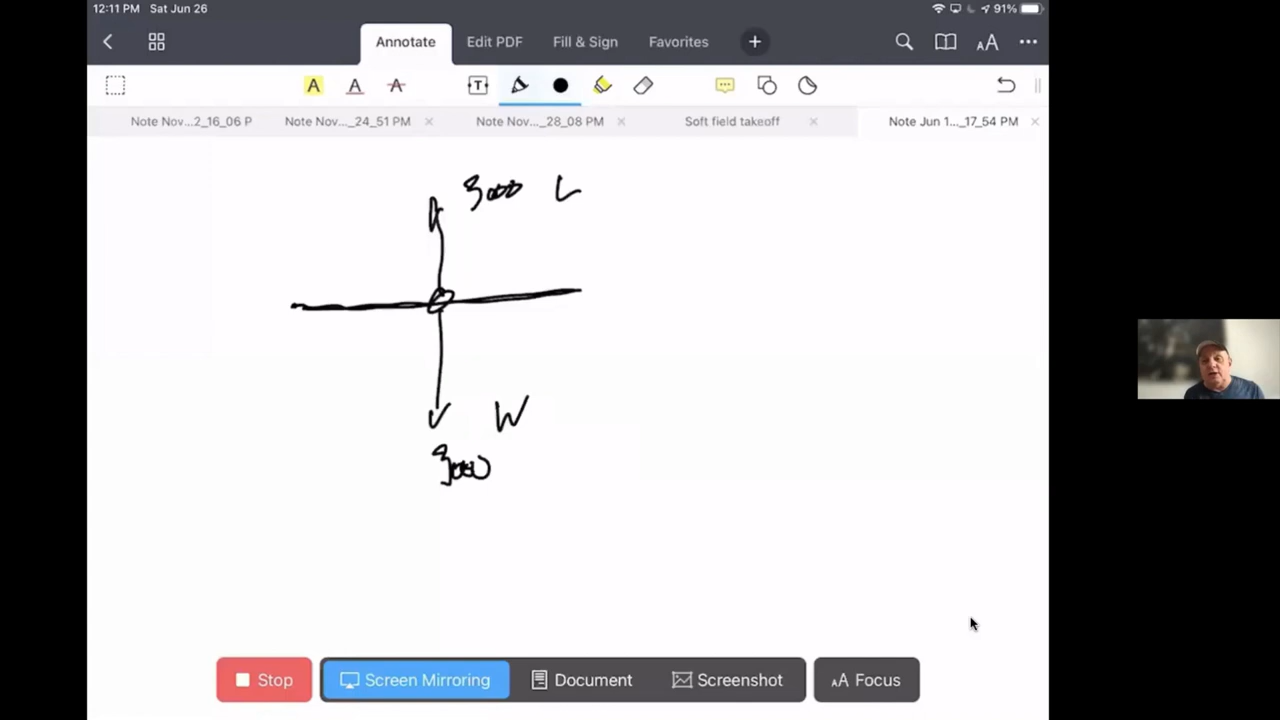 12:11 PM Sat Jun 26 91%
Annotate Edit PDF Fill & Sign Favorites
A A A T
Note Nov...2_16_06 P Note Nov..._24_51 PM Note Nov..._28_08 PM Soft field takeoff Note Jun 1..._17_54 PM
3000 L
W
3000
Stop Screen Mirroring Document Screenshot AA Focus